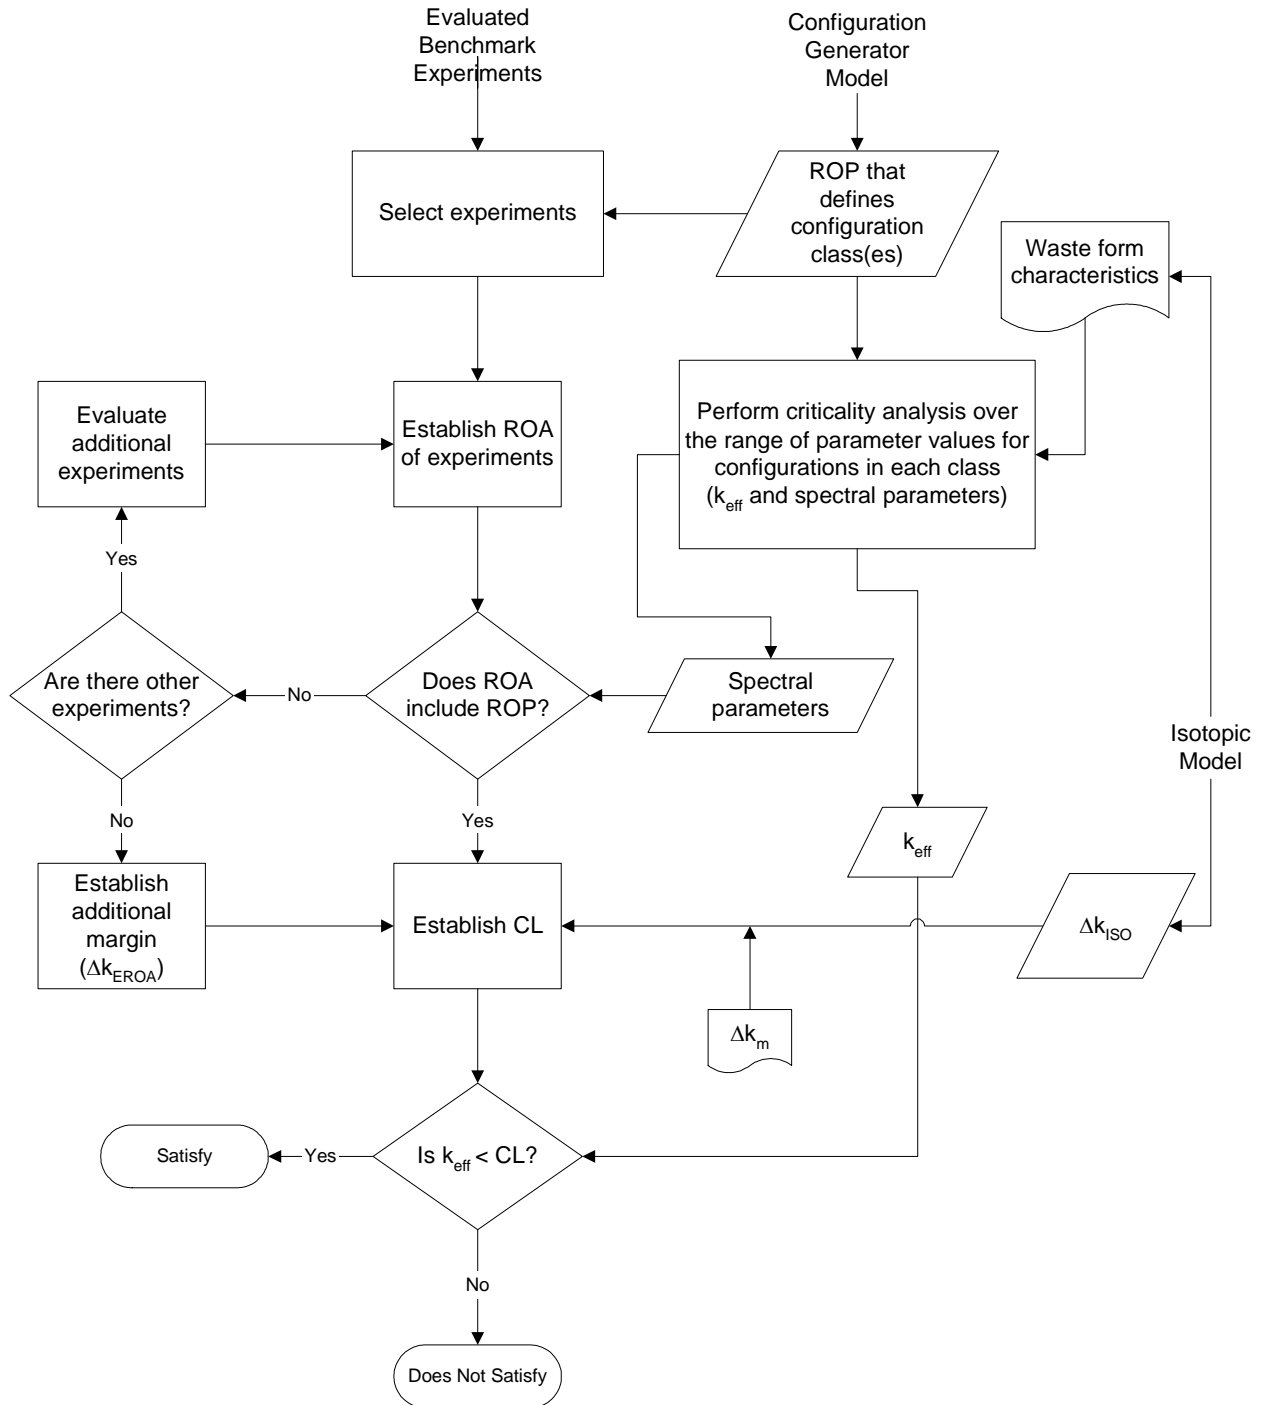 Evaluated
Benchmark
Experiments
Configuration
Generator
Model
Select experiments
ROP that
defines
configuration
class(es)
Waste form
characteristics
Evaluate
additional
experiments
Establish ROA
of experiments
Perform criticality analysis over
the range of parameter values for
configurations in each class
(keff and spectral parameters)
Yes
Are there other
experiments?
No
Does ROA
include ROP?
Spectral
parameters
Isotopic
Model
No
Yes
keff
Establish
additional
margin
(ΔkEROA)
Establish CL
ΔkISO
Δkm
Satisfy
Yes
Is keff < CL?
No
Does Not Satisfy